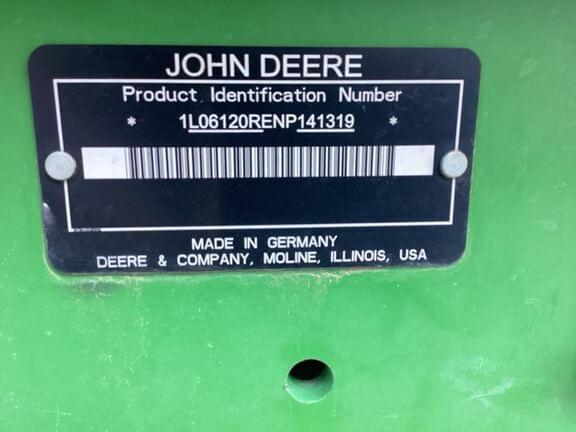 JOHN DEERE
Product Identification Number
* 1L06120RENP141319 *
MADE IN GERMANY
DEERE & COMPANY, MOLINE, ILLINOIS, USA